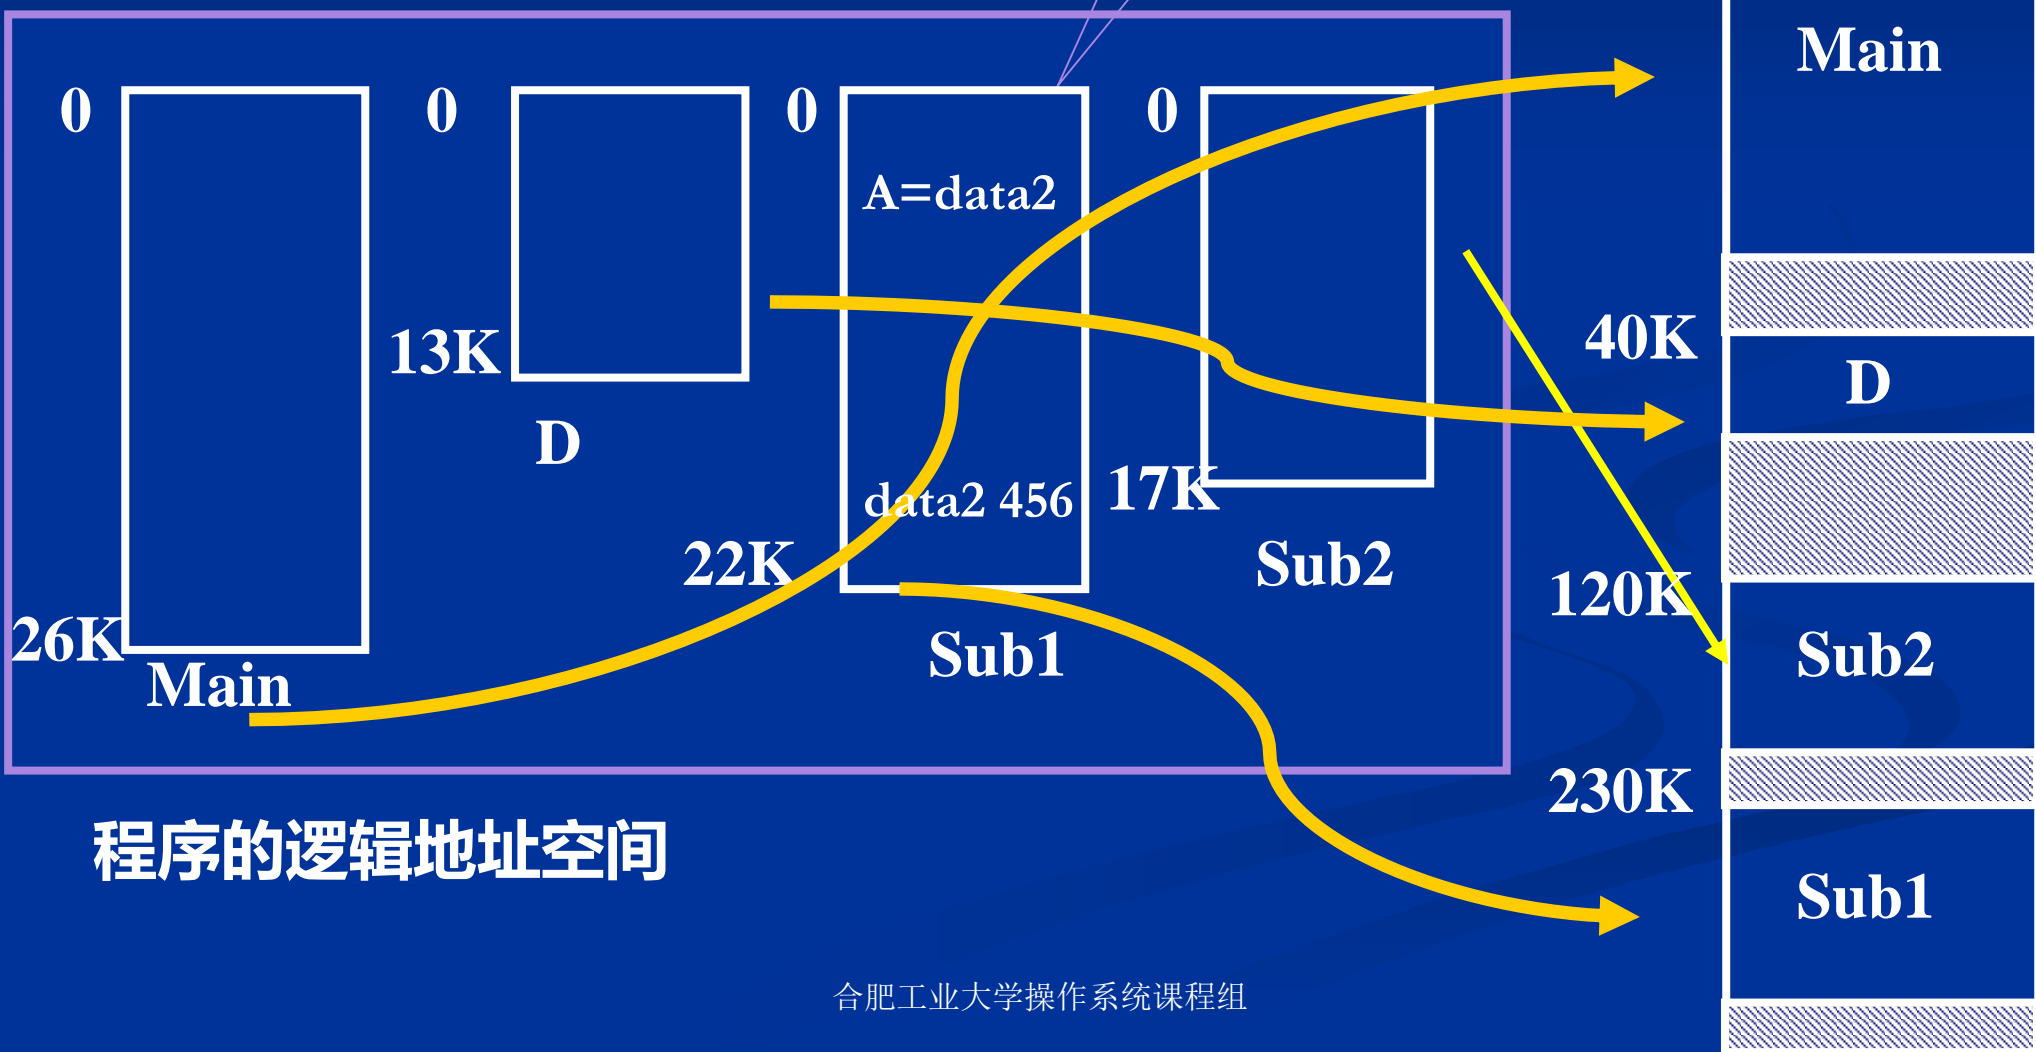 Main
0
0
0
0
A=data2
40K
13K
D
D
data2 456
17K
22K
Sub2
120K
26K
Sub1
Sub2
Main
230K
程序的逻辑地址空间
Sub1
合肥工业大学操作系统课程组